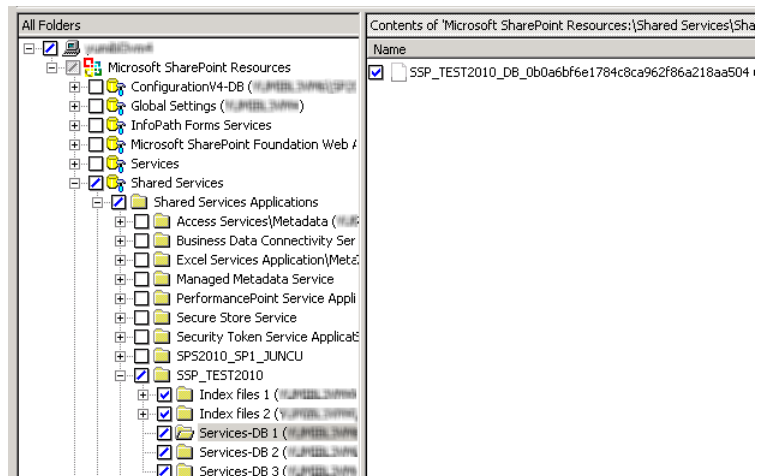 All Folders
Contents of 'Microsoft SharePoint Resources:\Shared Services\Sha
Name
Microsoft SharePoint Resources
SSP_TEST2010_DB_0b0a6bf6e1784c8ca962f86a218aa504
ConfigurationV4-DB (
Global Settings (
InfoPath Forms Services
Microsoft SharePoint Foundation Web A
Services
Shared Services
Shared Services Applications
Access Services\Metadata (
Business Data Connectivity Ser
Excel Services Application\Meta
Managed Metadata Service
PerformancePoint Service Appli
Secure Store Service
Security Token Service Applicat
SPS2010_SP1_JUNCU
SSP_TEST2010
Index files 1 (
Index files 2 (
Services-DB 1 (
Services-DB 2 (
Services-DB 3 (